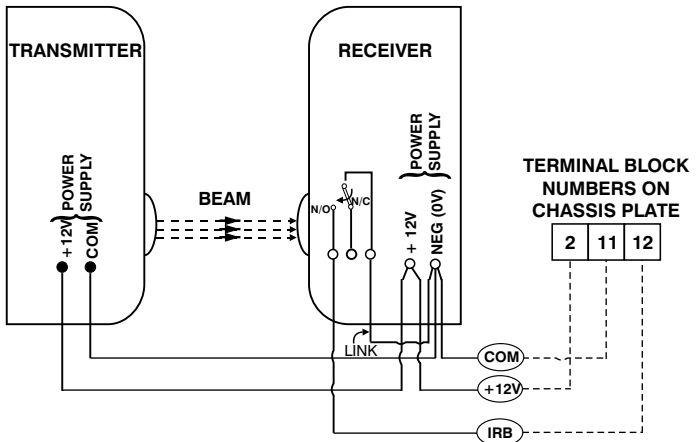 TRANSMITTER
POWER
SUPPLY
+12V
COM
BEAM
RECEIVER
POWER
SUPPLY
N/O
N/C
+ 12V
NEG (0V)
LINK
TERMINAL BLOCK
NUMBERS ON
CHASSIS PLATE
2 11 12
COM
+12V
IRB